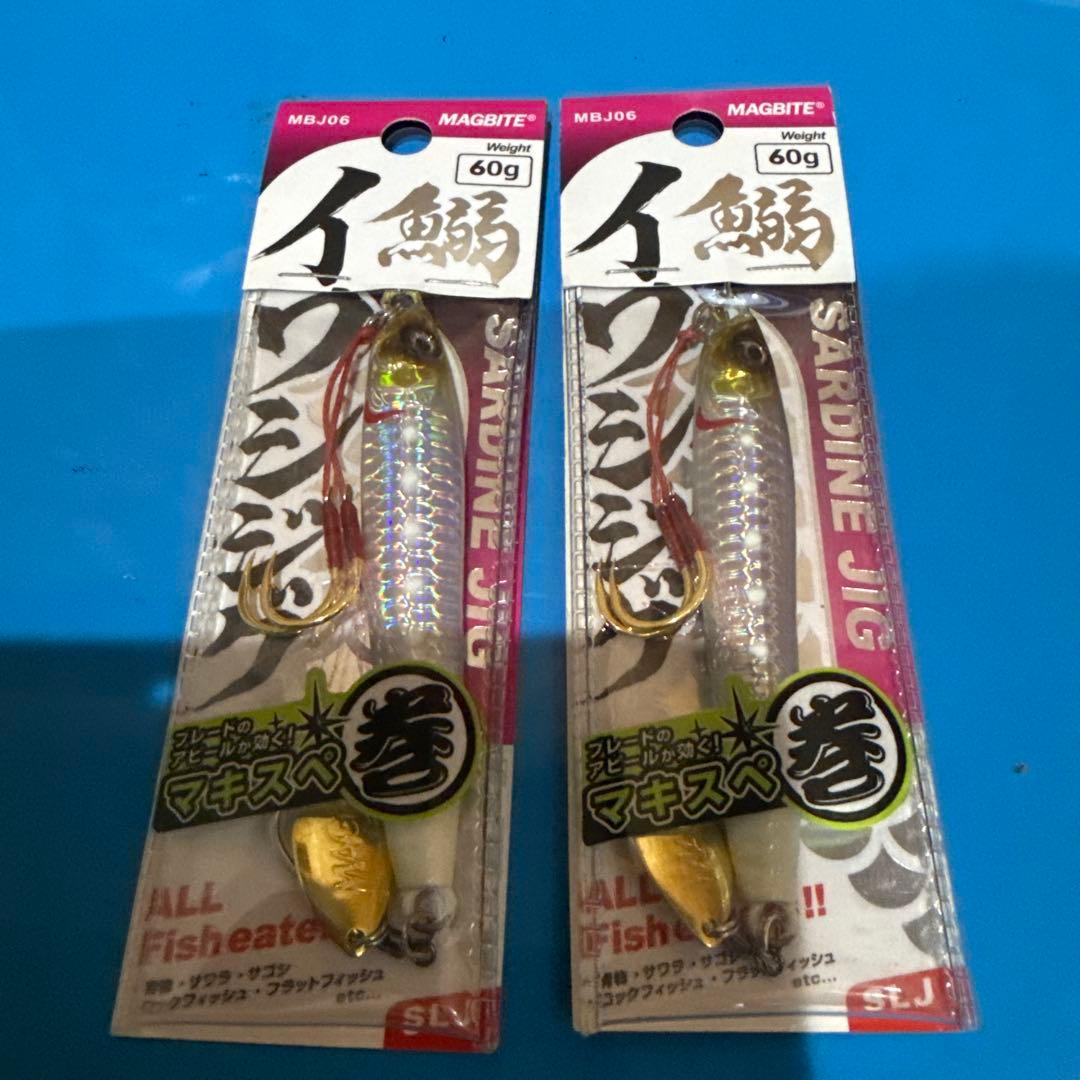 MBJ06
MAGBITE®
Weight
60g
鰯
イワシジグ
SARDINE JIG
ブレードの
アピールが効く!
マキスペ
巻
ALL
Fisheate
青物・サワラ・サゴシ
ロックフィッシュ・フラットフィッシュ
etc...
SLJ
MBJ06
MAGBITE®
Weight
60g
鰯
イワシジグ
SARDINE JIG
ブレードの
アピールが効く!
マキスペ
巻
ALL
Fishe !!
青物・サワラ・サゴシ
ロックフィッシュ・フラットフィッシュ
etc...
SLJ